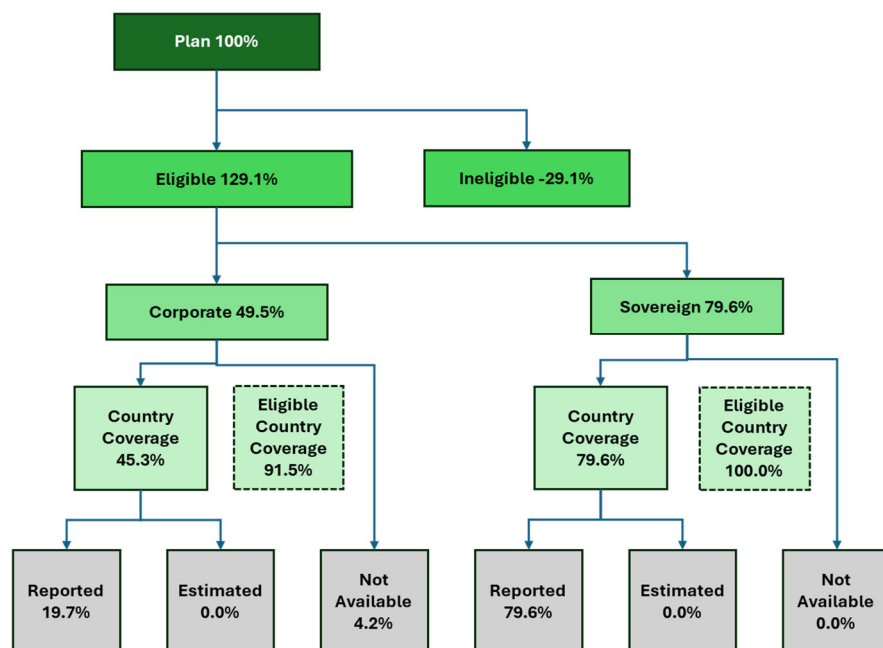 Plan 100%
Eligible 129.1%
Ineligible -29.1%
Corporate 49.5%
Sovereign 79.6%
Country
Coverage
45.3%
Eligible
Country
Coverage
91.5%
Country
Coverage
79.6%
Eligible
Country
Coverage
100.0%
Reported
19.7%
Estimated
0.0%
Not
Available
4.2%
Reported
79.6%
Estimated
0.0%
Not
Available
0.0%